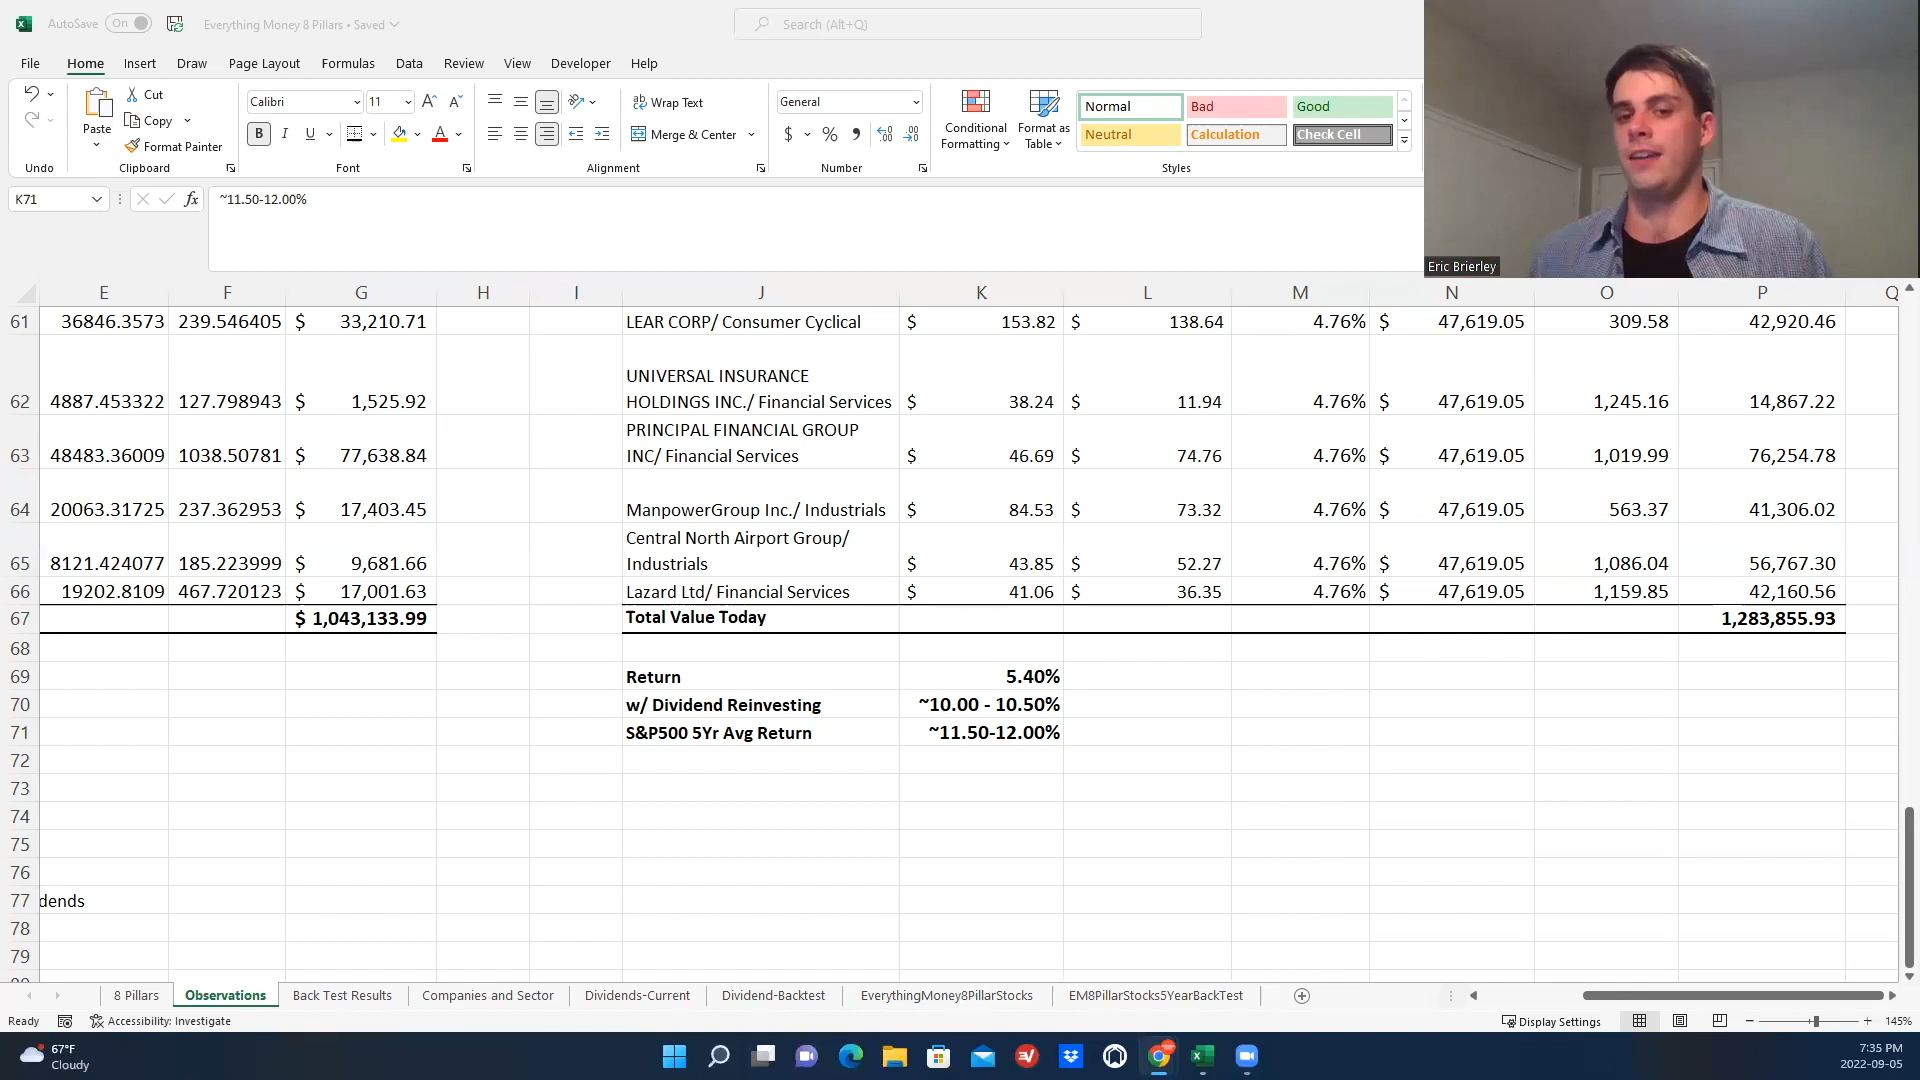 AutoSave On Everything Money 8 Pillars • Saved Search (Alt+Q)
File Home Insert Draw Page Layout Formulas Data Review View Developer Help
Paste
Cut
Copy
Format Painter
Calibri 11
B I U
A A
ab Wrap Text
Merge & Center
General
$ % ,
Conditional
Formatting
Format as
Table
Normal Bad Good
Neutral Calculation Check Cell
Undo Clipboard Font Alignment Number Styles
K71 fx ~11.50-12.00%
Eric Brierley
E F G H I J K L M N O P Q
61 36846.3573 239.546405 $ 33,210.71 LEAR CORP/ Consumer Cyclical $ 153.82 $ 138.64 4.76% $ 47,619.05 309.58 42,920.46
UNIVERSAL INSURANCE
62 4887.453322 127.798943 $ 1,525.92 HOLDINGS INC./ Financial Services $ 38.24 $ 11.94 4.76% $ 47,619.05 1,245.16 14,867.22
PRINCIPAL FINANCIAL GROUP
63 48483.36009 1038.50781 $ 77,638.84 INC/ Financial Services $ 46.69 $ 74.76 4.76% $ 47,619.05 1,019.99 76,254.78
64 20063.31725 237.362953 $ 17,403.45 ManpowerGroup Inc./ Industrials $ 84.53 $ 73.32 4.76% $ 47,619.05 563.37 41,306.02
Central North Airport Group/
65 8121.424077 185.223999 $ 9,681.66 Industrials $ 43.85 $ 52.27 4.76% $ 47,619.05 1,086.04 56,767.30
66 19202.8109 467.720123 $ 17,001.63 Lazard Ltd/ Financial Services $ 41.06 $ 36.35 4.76% $ 47,619.05 1,159.85 42,160.56
67 $ 1,043,133.99 Total Value Today 1,283,855.93
68
69 Return 5.40%
70 w/ Dividend Reinvesting ~10.00 - 10.50%
71 S&P500 5Yr Avg Return ~11.50-12.00%
72
73
74
75
76
77 dends
78
79
8 Pillars Observations Back Test Results Companies and Sector Dividends-Current Dividend-Backtest EverythingMoney8PillarStocks EM8PillarStocks5YearBackTest
Ready Accessibility: Investigate Display Settings 145%
67°F
Cloudy
7:35 PM
2022-09-05